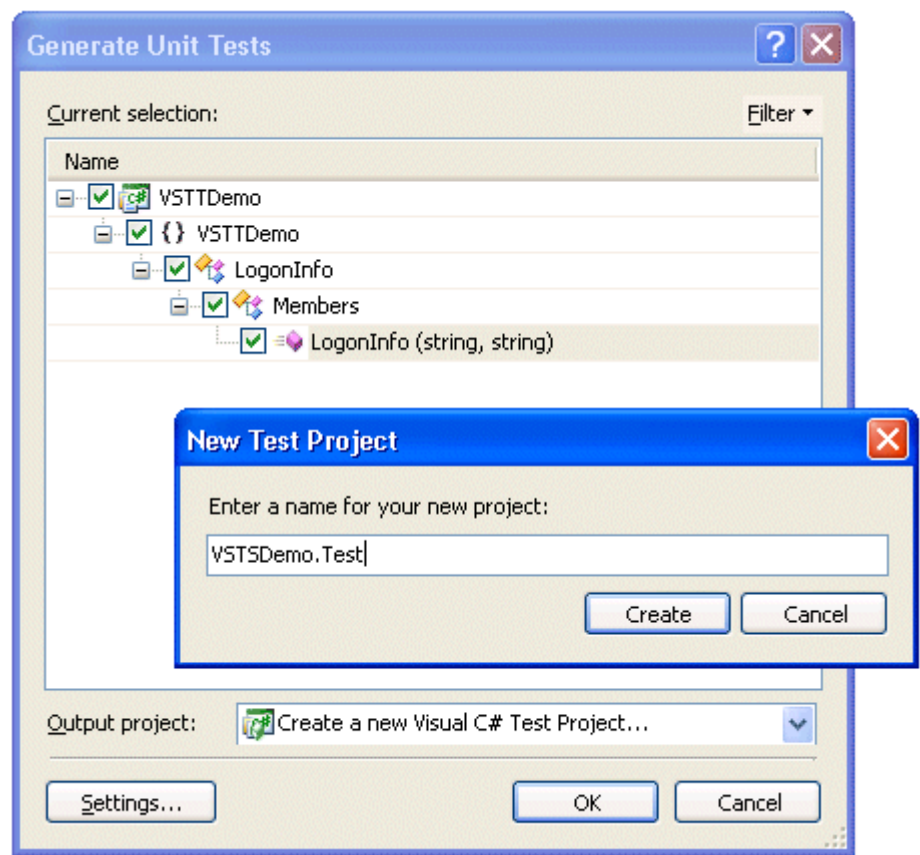 Generate Unit Tests
Current selection:
Filter
Name
VSTTDemo
{} VSTTDemo
LogonInfo
Members
LogonInfo (string, string)
New Test Project
Enter a name for your new project:
VSTSDemo.Test
Create Cancel
Output project: Create a new Visual C# Test Project...
Settings... OK Cancel